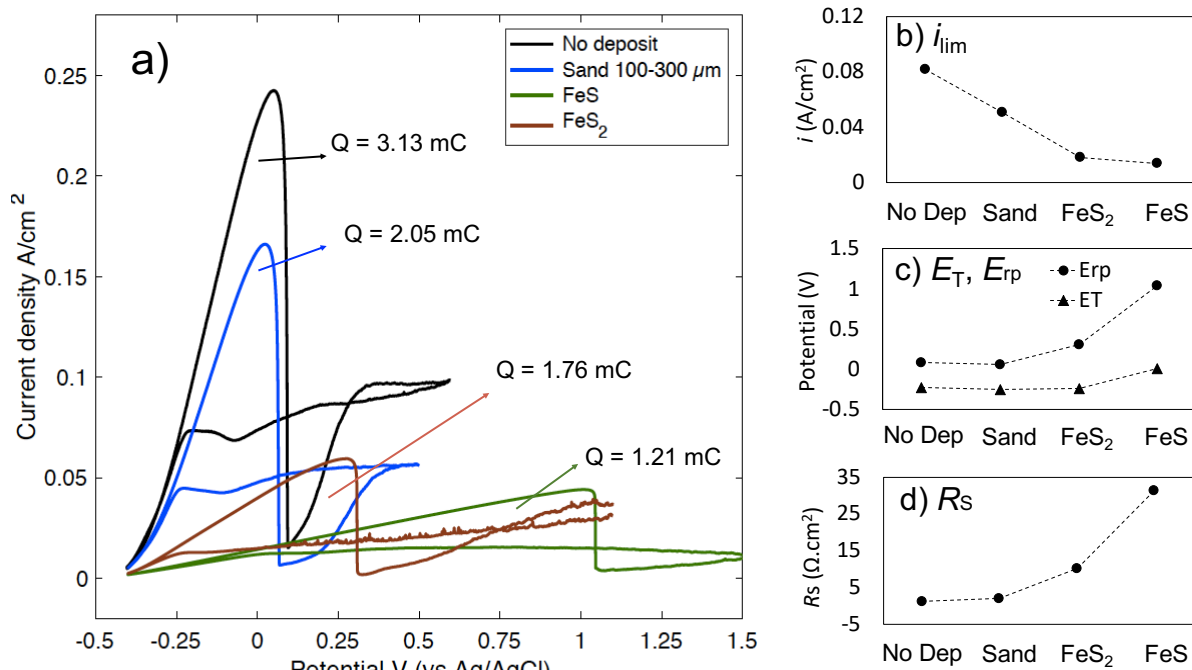 a)
No deposit
Sand 100-300 µm
FeS
FeS2
Q = 3.13 mC
Q = 2.05 mC
Q = 1.76 mC
Q = 1.21 mC
Current density A/cm2
0.25
0.2
0.15
0.1
0.05
0
-0.5 -0.25 0 0.25 0.5 0.75 1 1.25 1.5
Potential V (vs Ag/AgCl)
b) ilim
i (A/cm2)
0.12
0.08
0.04
0
No Dep Sand FeS2 FeS
c) ET, Erp
Erp
ET
Potential (V)
1.5
1
0.5
0
-0.5
No Dep Sand FeS2 FeS
d) Rs
Rs (Ω.cm2)
35
25
15
5
-5
No Dep Sand FeS2 FeS